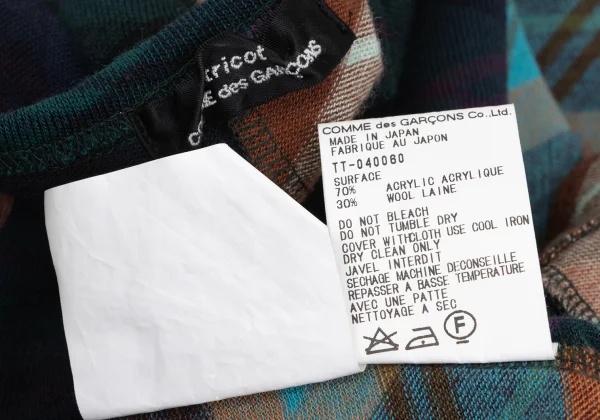 tricot
COMME des GARÇONS
COMME des GARÇONS Co.,Ltd.
MADE IN JAPAN
FABRIQUE AU JAPON
TT-040080
SURFACE
70% ACRYLIC ACRYLIQUE
30% WOOL LAINE
DO NOT BLEACH
DO NOT TUMBLE DRY
COVER WITHCLOTH USE COOL IRON
DRY CLEAN ONLY
JAVEL INTERDIT
SECHAGE MACHINE DECONSEILLE
REPASSER A BASSE TEMPERATURE
AVEC UNE PATTE
NETTOYAGE A SEC
F